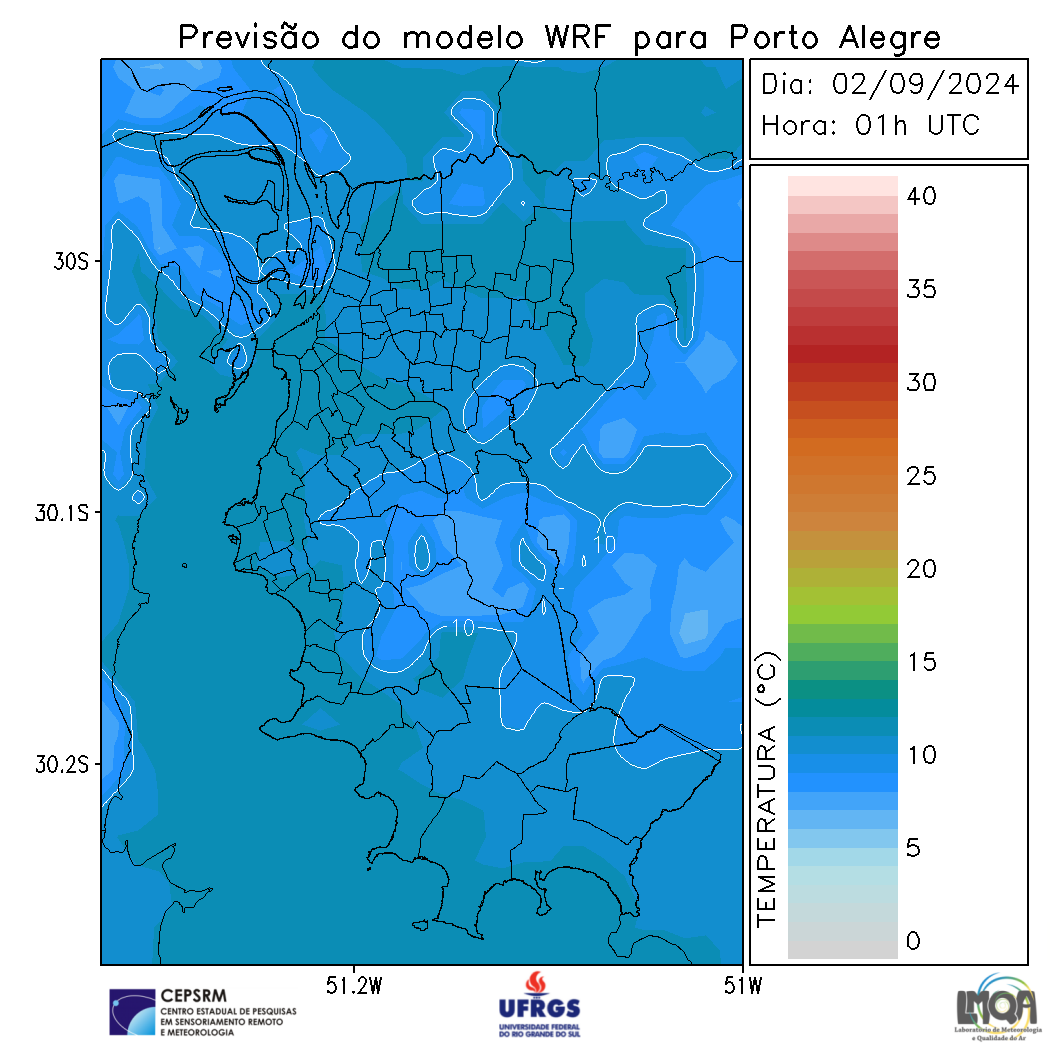 Previsão do modelo WRF para Porto Alegre
Dia: 02/09/2024
Hora: 01h UTC
30S
30.1S
30.2S
51.2W
51W
10
10
TEMPERATURA (°C)
40
35
30
25
20
15
10
5
0
CEPSRM
CENTRO ESTADUAL DE PESQUISAS
EM SENSORIAMENTO REMOTO
E METEOROLOGIA
UFRGS
UNIVERSIDADE FEDERAL
DO RIO GRANDE DO SUL
LMQA
Laboratório de Meteorologia
e Qualidade do Ar